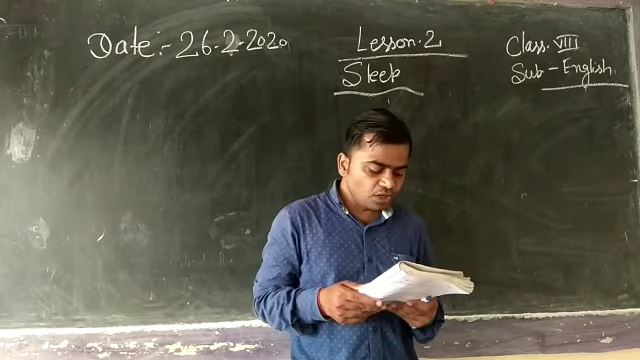 Date:- 26-2-2020
Lesson.2
Sleep
Class. VIII
Sub - English.